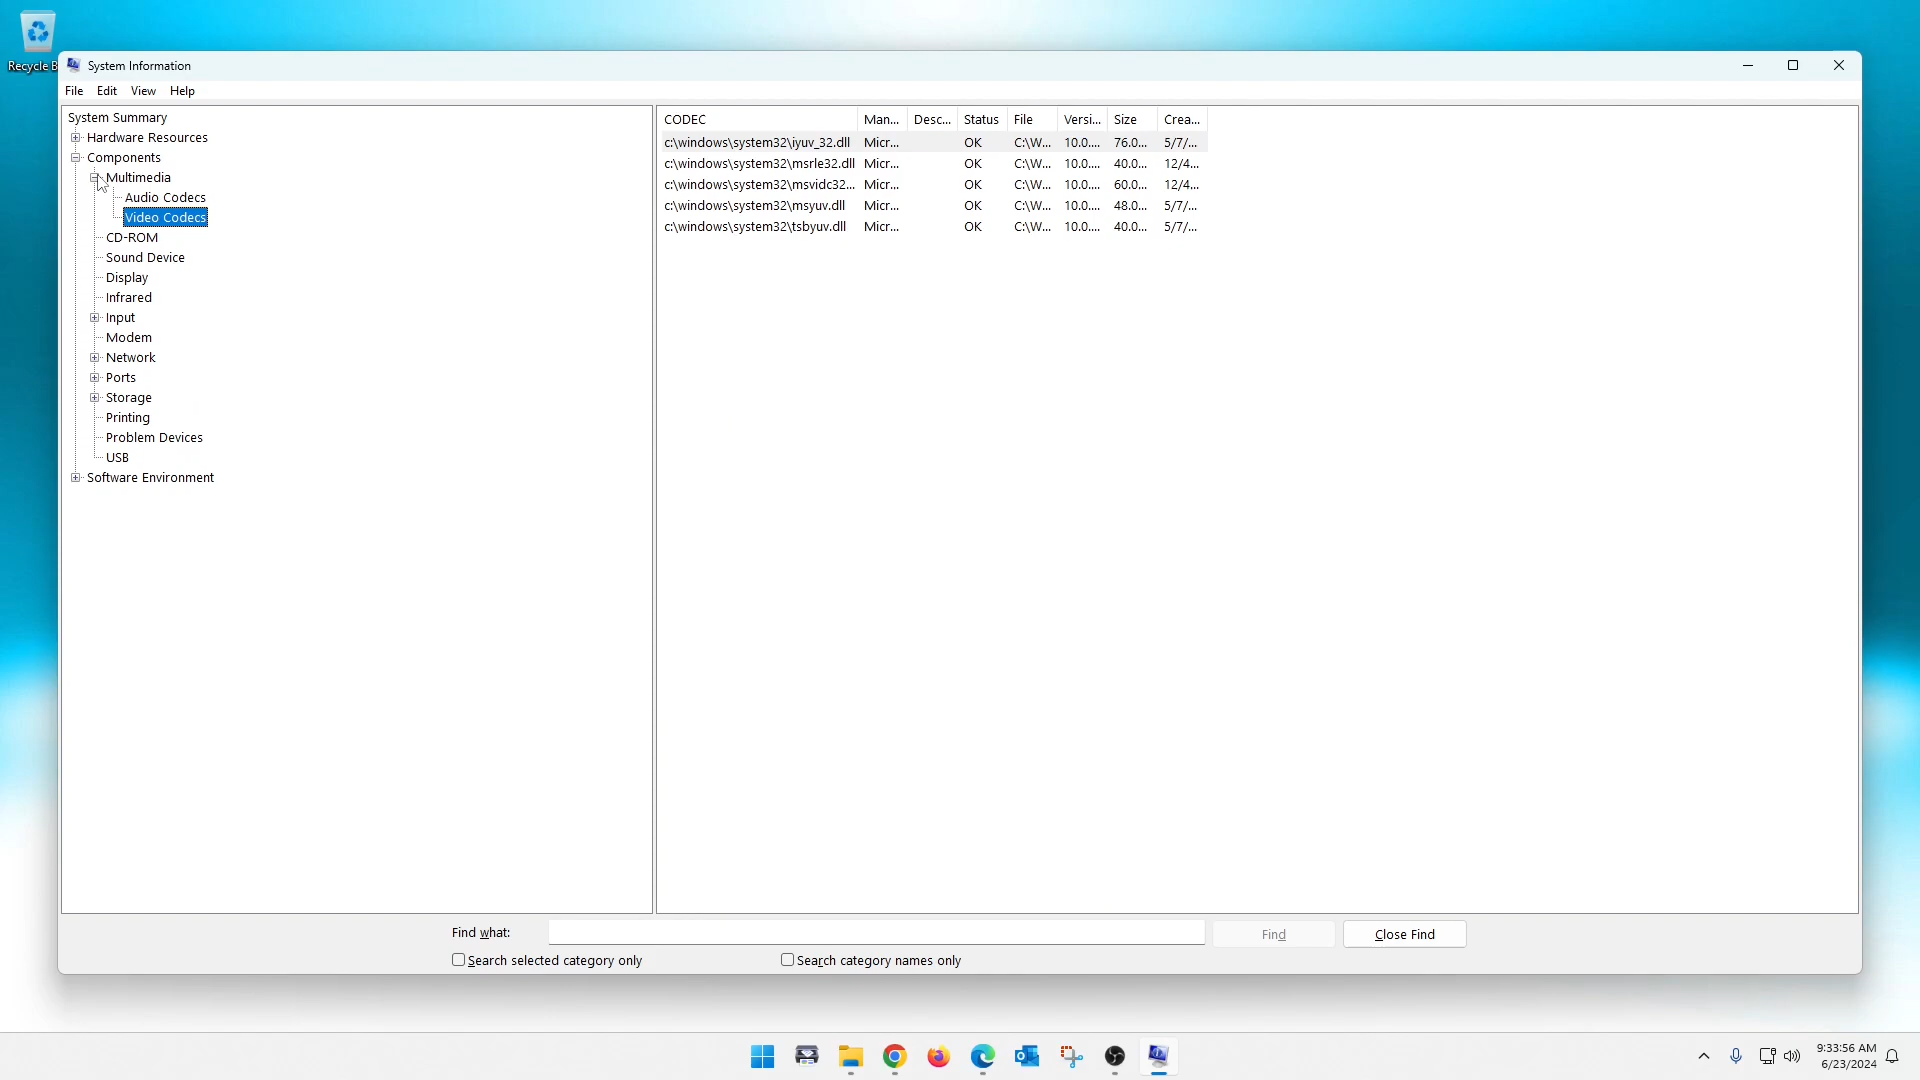 Recycle B
System Information
File Edit View Help
System Summary
Hardware Resources
Components
Multimedia
Audio Codecs
Video Codecs
CD-ROM
Sound Device
Display
Infrared
Input
Modem
Network
Ports
Storage
Printing
Problem Devices
USB
Software Environment
CODEC Man... Desc... Status File Versi... Size Crea...
c:\windows\system32\iyuv_32.dll Micr... OK C:\W... 10.0.... 76.0... 5/7/...
c:\windows\system32\msrle32.dll Micr... OK C:\W... 10.0.... 40.0... 12/4...
c:\windows\system32\msvidc32... Micr... OK C:\W... 10.0.... 60.0... 12/4...
c:\windows\system32\msyuv.dll Micr... OK C:\W... 10.0.... 48.0... 5/7/...
c:\windows\system32\tsbyuv.dll Micr... OK C:\W... 10.0.... 40.0... 5/7/...
Find what: Find Close Find
Search selected category only Search category names only
9:33:56 AM
6/23/2024